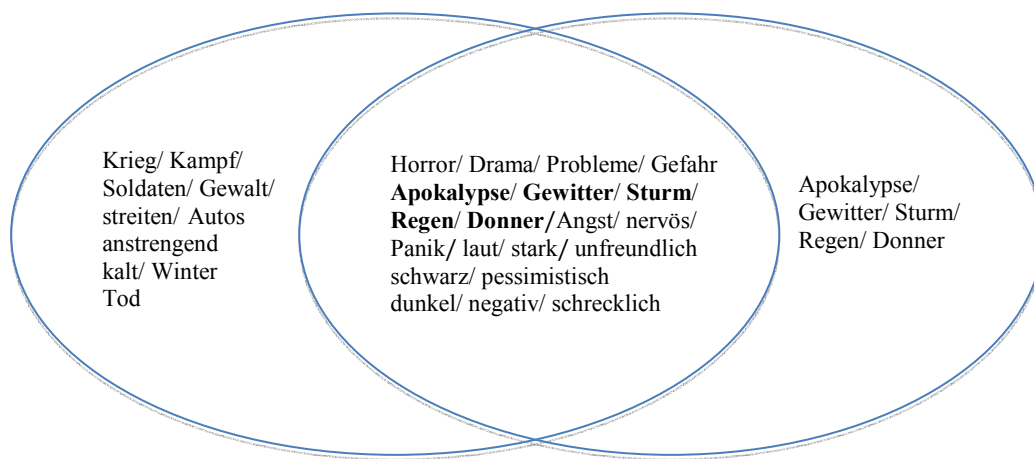 Krieg/ Kampf/
Soldaten/ Gewalt/
streiten/ Autos
anstrengend
kalt/ Winter
Tod
Horror/ Drama/ Probleme/ Gefahr
Apokalypse/ Gewitter/ Sturm/
Regen/ Donner/Angst/ nervös/
Panik/ laut/ stark/ unfreundlich
schwarz/ pessimistisch
dunkel/ negativ/ schrecklich
Apokalypse/
Gewitter/ Sturm/
Regen/ Donner